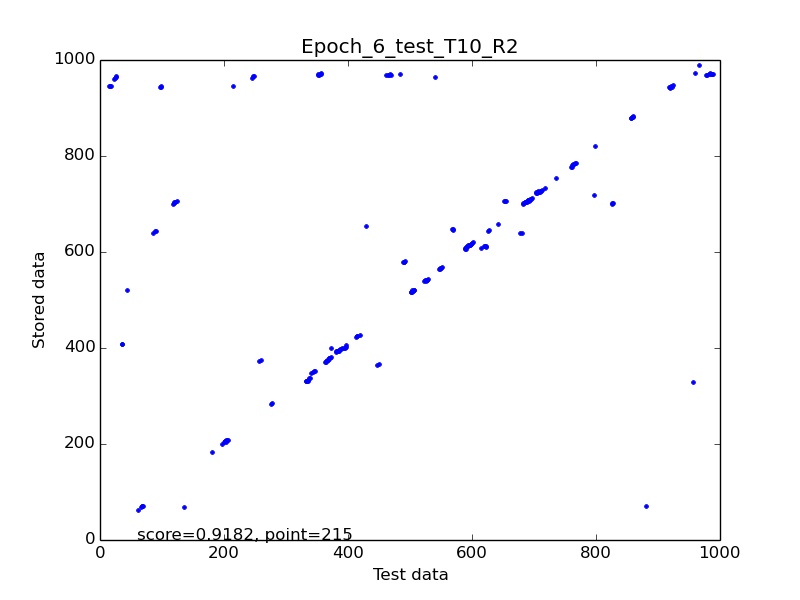 Epoch_6_test_T10_R2
1000
800
600
400
200
0
Stored data
score=0.9182, point=215
0 200 400 600 800 1000
Test data